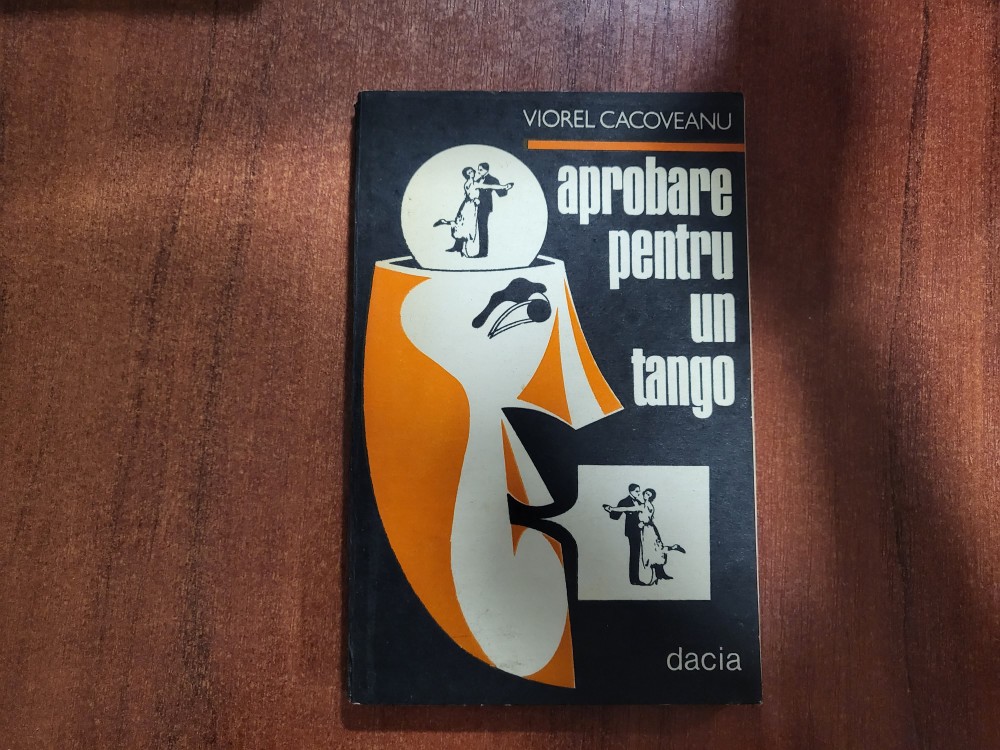 VIOREL CACOVEANU
aprobare
pentru
un
tango
dacia